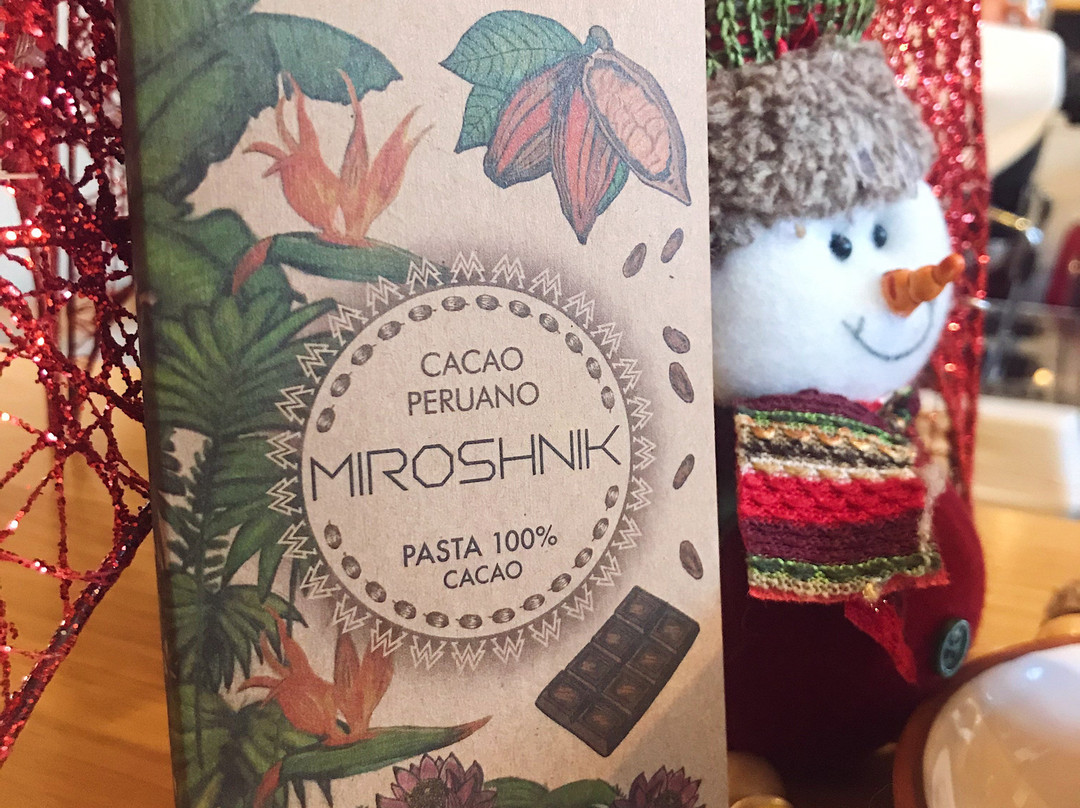 CACAO
PERUANO
MIROSHNIK
PASTA 100%
CACAO